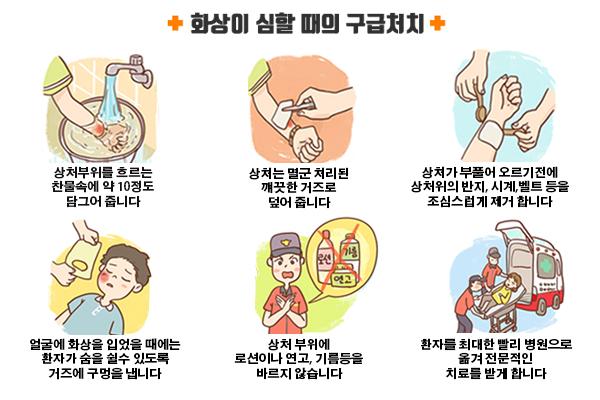 화상이 심할 때의 구급처치
상처부위를 흐르는
찬물속에 약 10정도
담그어 줍니다
상처는 멸균 처리된
깨끗한 거즈로
덮어 줍니다
상처가 부풀어 오르기전에
상처위의 반지, 시계,벨트 등을
조심스럽게 제거 합니다
로션
기름
연고
얼굴에 화상을 입었을 때에는
환자가 숨을 쉴수 있도록
거즈에 구멍을 냅니다
상처 부위에
로션이나 연고, 기름등을
바르지 않습니다
환자를 최대한 빨리 병원으로
옮겨 전문적인
치료를 받게 합니다